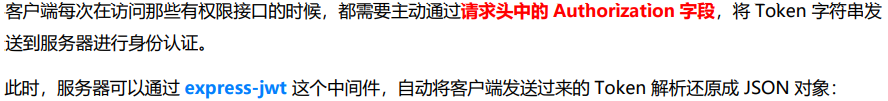 客户端每次在访问那些有权限接口的时候，都需要主动通过请求头中的 Authorization 字段，将 Token 字符串发
送到服务器进行身份认证。
此时，服务器可以通过 express-jwt 这个中间件，自动将客户端发送过来的 Token 解析还原成 JSON 对象：